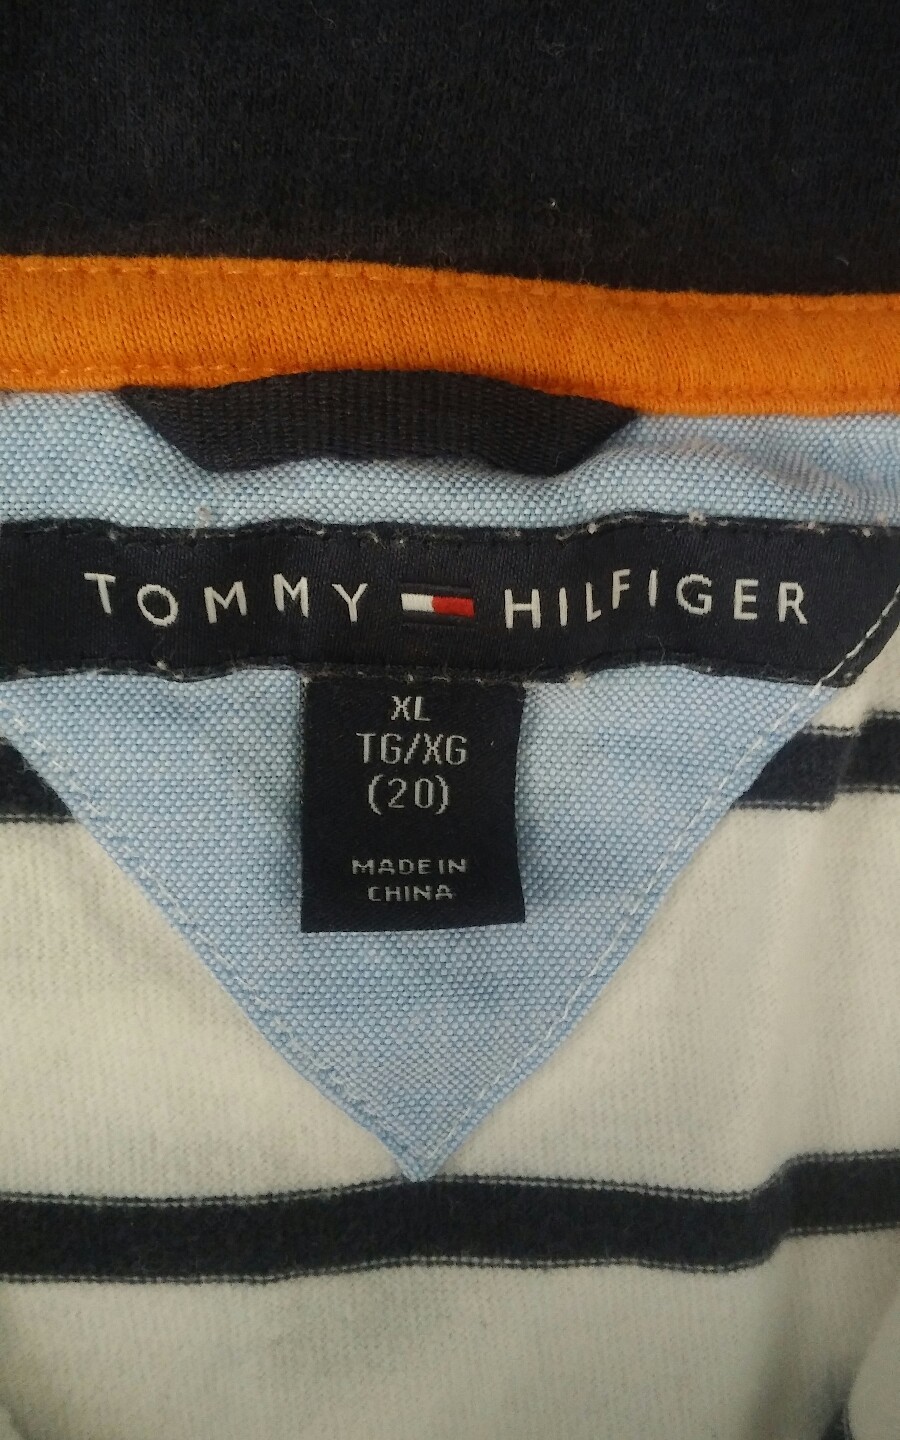 TOMMY HILFIGER
XL
TG/XG
(20)
MADE IN
CHINA